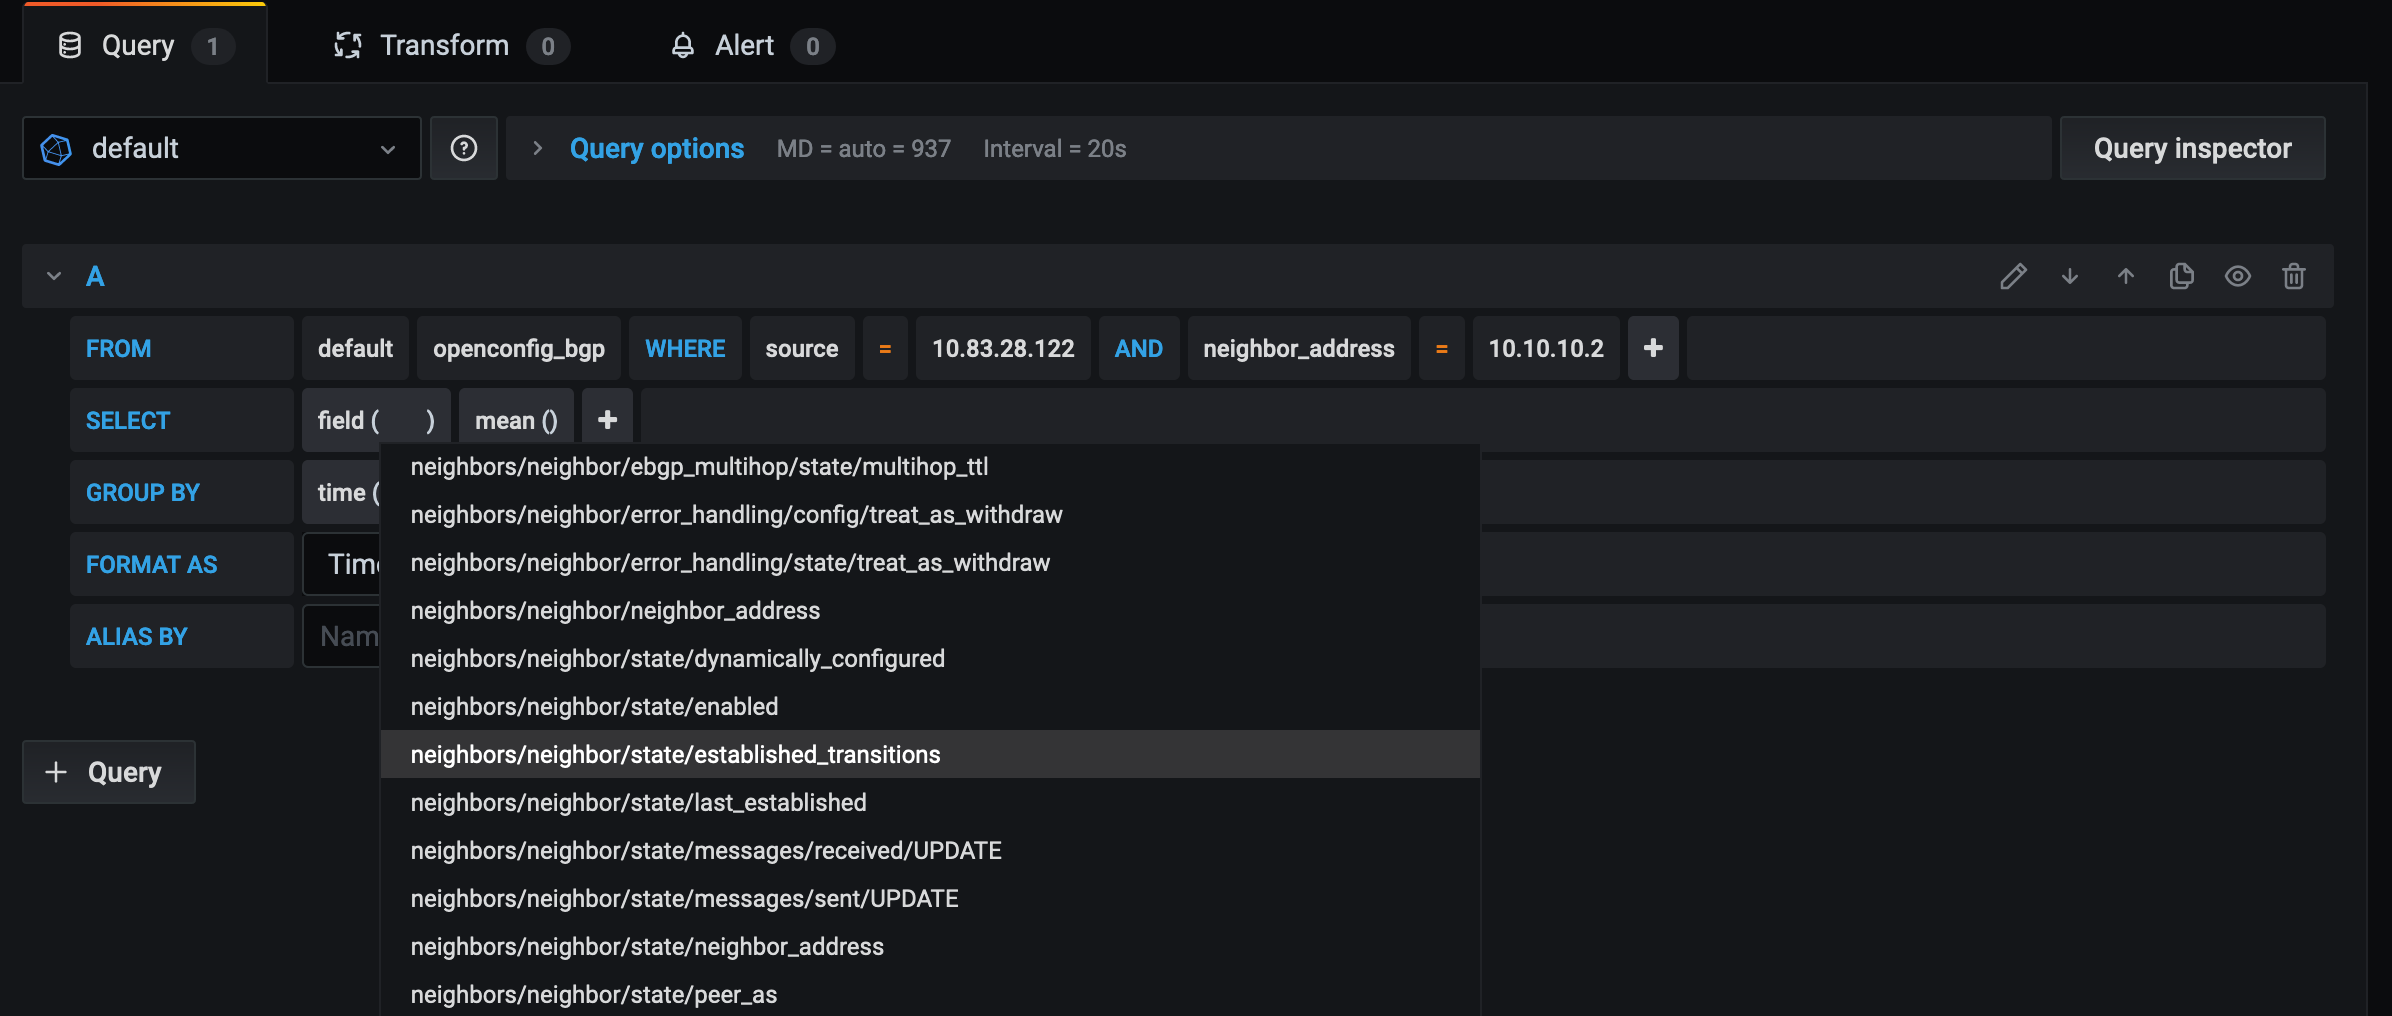 Query 1 Transform 0 Alert 0
default ? Query options MD = auto = 937 Interval = 20s Query inspector
A
FROM default openconfig_bgp WHERE source = 10.83.28.122 AND neighbor_address = 10.10.10.2 +
SELECT field ( ) mean () +
GROUP BY time (
FORMAT AS Time
ALIAS BY Nam
neighbors/neighbor/ebgp_multihop/state/multihop_ttl
neighbors/neighbor/error_handling/config/treat_as_withdraw
neighbors/neighbor/error_handling/state/treat_as_withdraw
neighbors/neighbor/neighbor_address
neighbors/neighbor/state/dynamically_configured
neighbors/neighbor/state/enabled
neighbors/neighbor/state/established_transitions
neighbors/neighbor/state/last_established
neighbors/neighbor/state/messages/received/UPDATE
neighbors/neighbor/state/messages/sent/UPDATE
neighbors/neighbor/state/neighbor_address
neighbors/neighbor/state/peer_as
+ Query